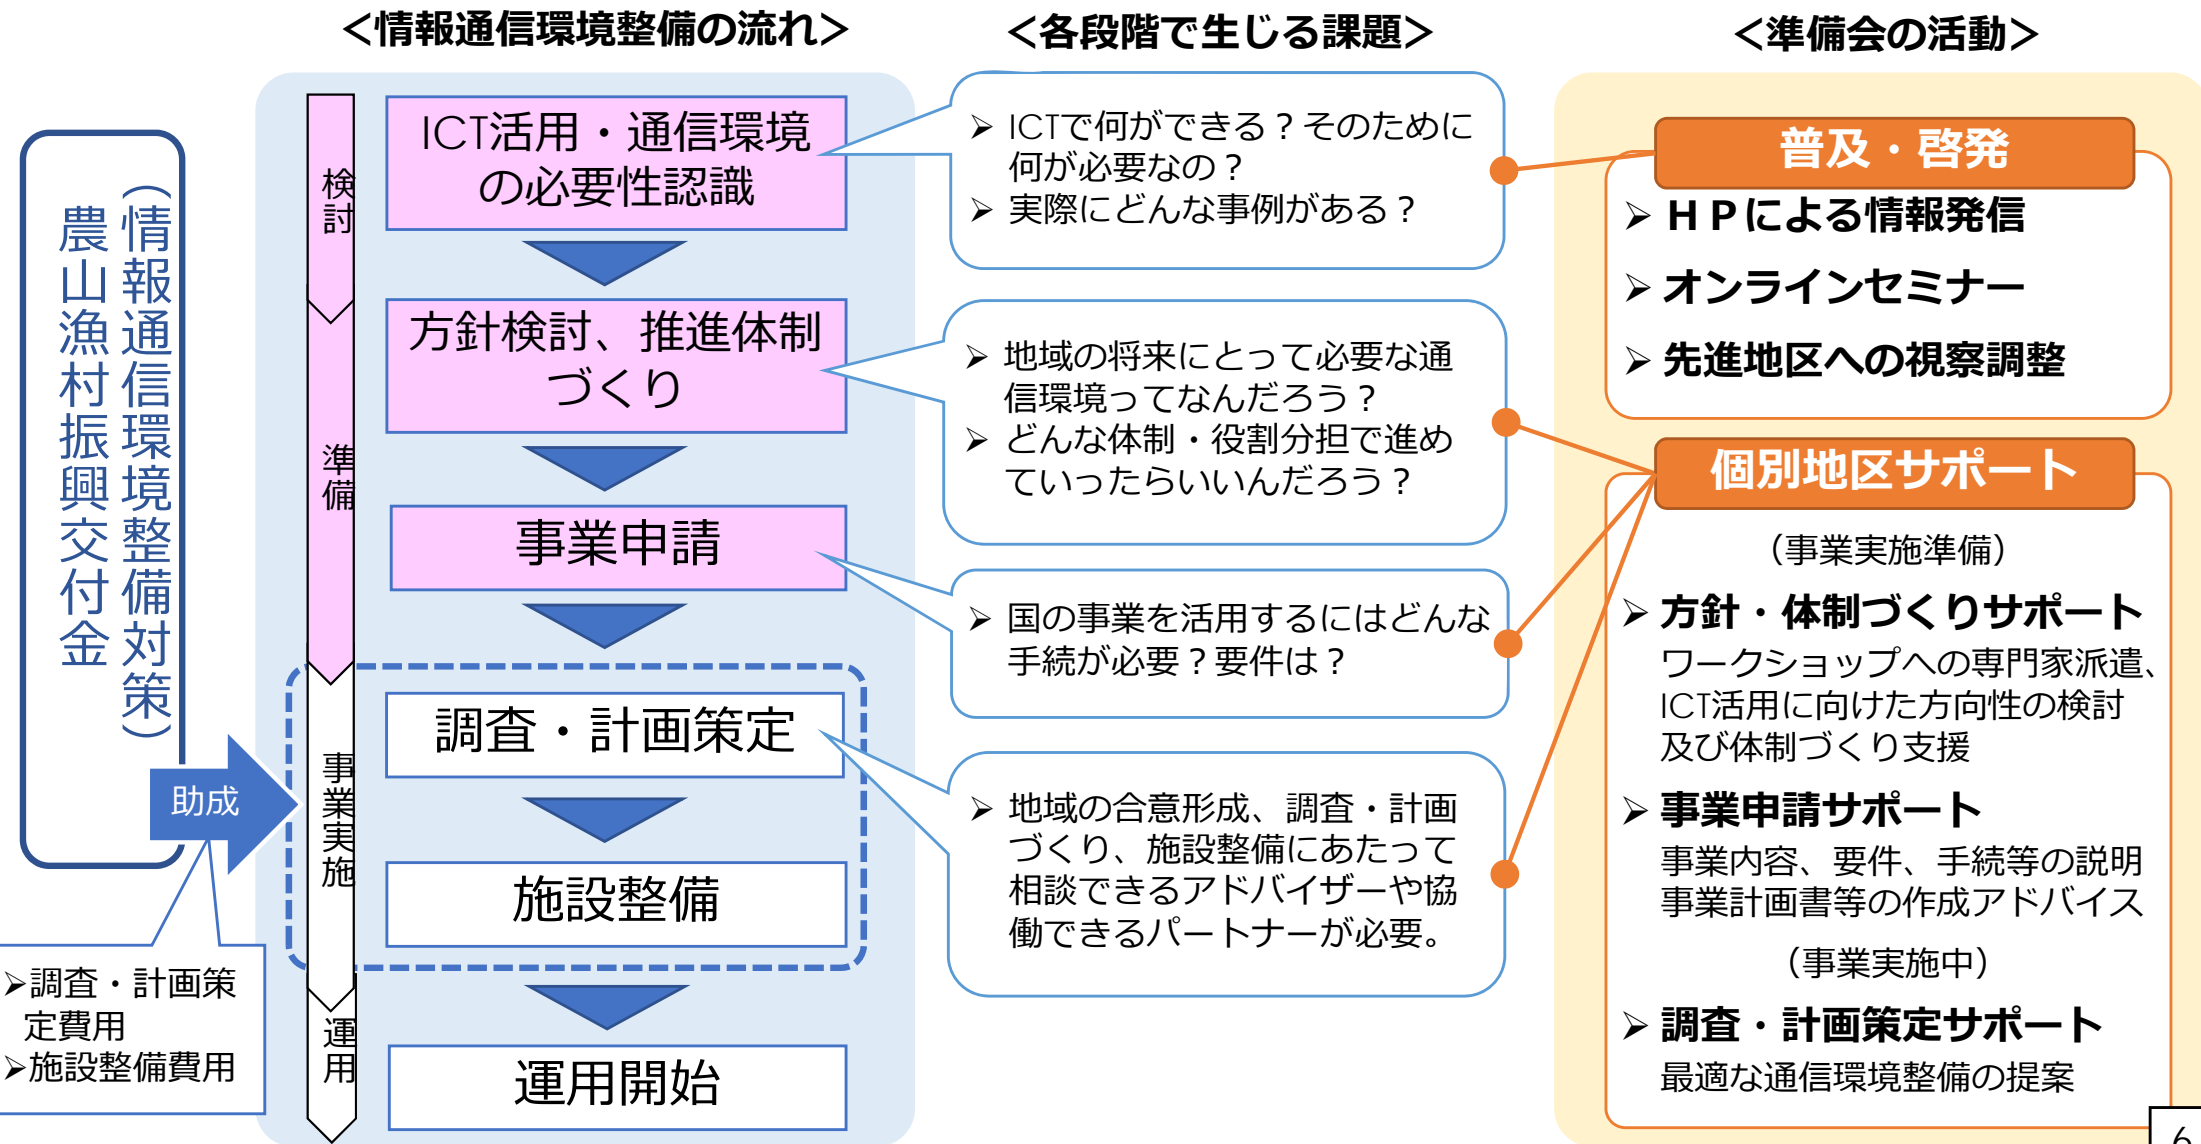 ＜情報通信環境整備の流れ＞
＜各段階で生じる課題＞
＜準備会の活動＞
農山漁村振興交付金
（情報通信環境整備対策）
助成
➢調査・計画策
定費用
➢施設整備費用
検討
準備
事業実施
運用
ICT活用・通信環境
の必要性認識
方針検討、推進体制
づくり
事業申請
調査・計画策定
施設整備
運用開始
➢ ICTで何ができる？そのために
何が必要なの？
➢ 実際にどんな事例がある？
➢ 地域の将来にとって必要な通
信環境ってなんだろう？
➢ どんな体制・役割分担で進め
ていったらいいんだろう？
➢ 国の事業を活用するにはどんな
手続が必要？要件は？
➢ 地域の合意形成、調査・計画
づくり、施設整備にあたって
相談できるアドバイザーや協
働できるパートナーが必要。
普及・啓発
➢ ＨＰによる情報発信
➢ オンラインセミナー
➢ 先進地区への視察調整
個別地区サポート
（事業実施準備）
➢ 方針・体制づくりサポート
ワークショップへの専門家派遣、
ICT活用に向けた方向性の検討
及び体制づくり支援
➢ 事業申請サポート
事業内容、要件、手続等の説明
事業計画書等の作成アドバイス
（事業実施中）
➢ 調査・計画策定サポート
最適な通信環境整備の提案
6